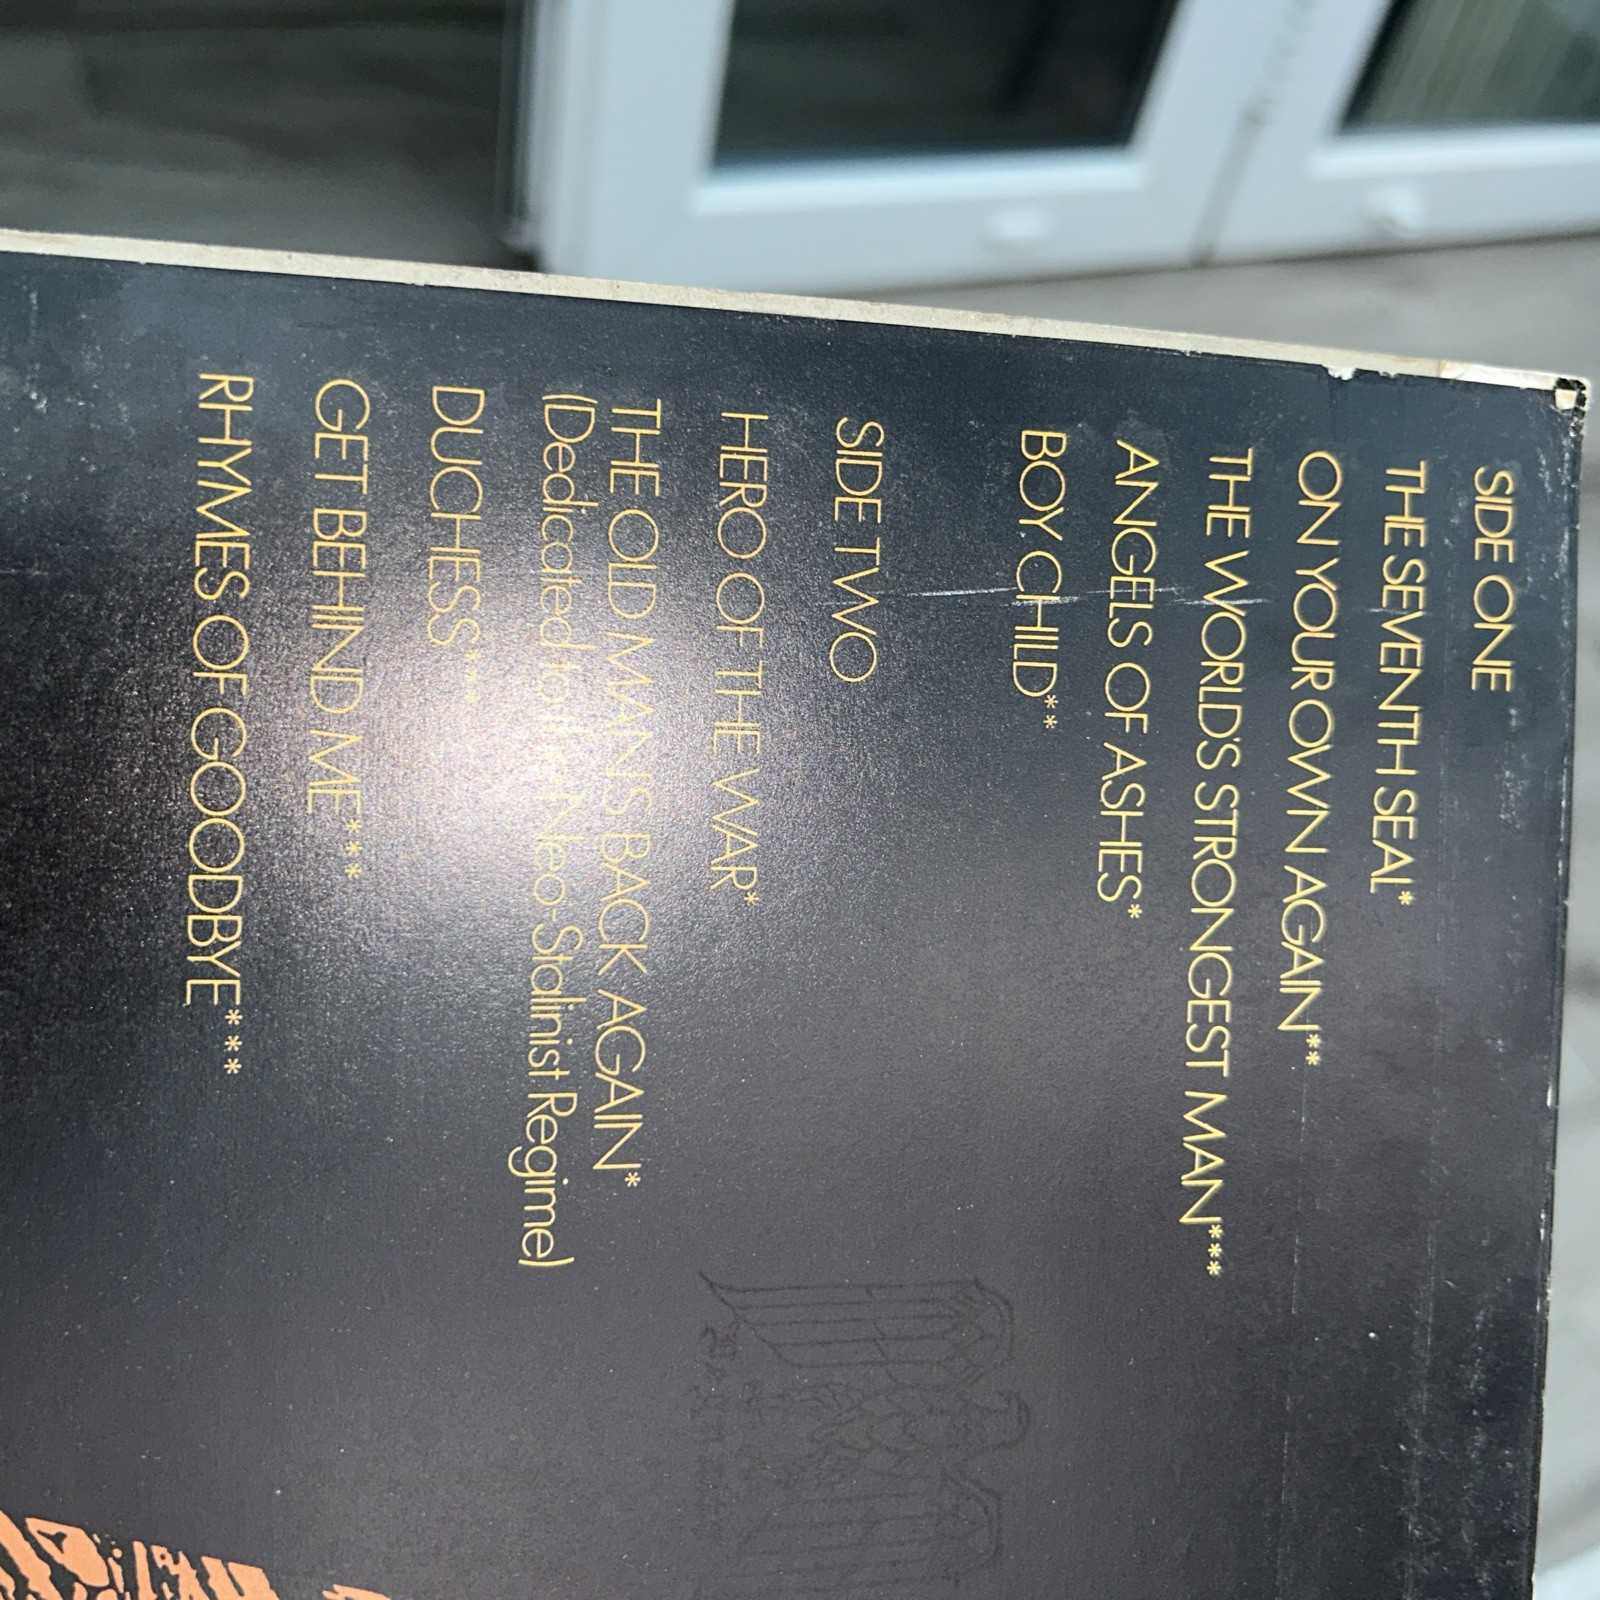 SIDE ONE
THE SEVENTH SEAL*
ON YOUR OWN AGAIN**
THE WORLD'S STRONGEST MAN***
ANGELS OF ASHES*
BOY CHILD**
SIDE TWO
HERO OF THE WAR*
THE OLD MAN'S BACK AGAIN*
(Dedicated to the Neo-Stalinist Regime)
DUCHESS***
GET BEHIND ME***
RHYMES OF GOODBYE***